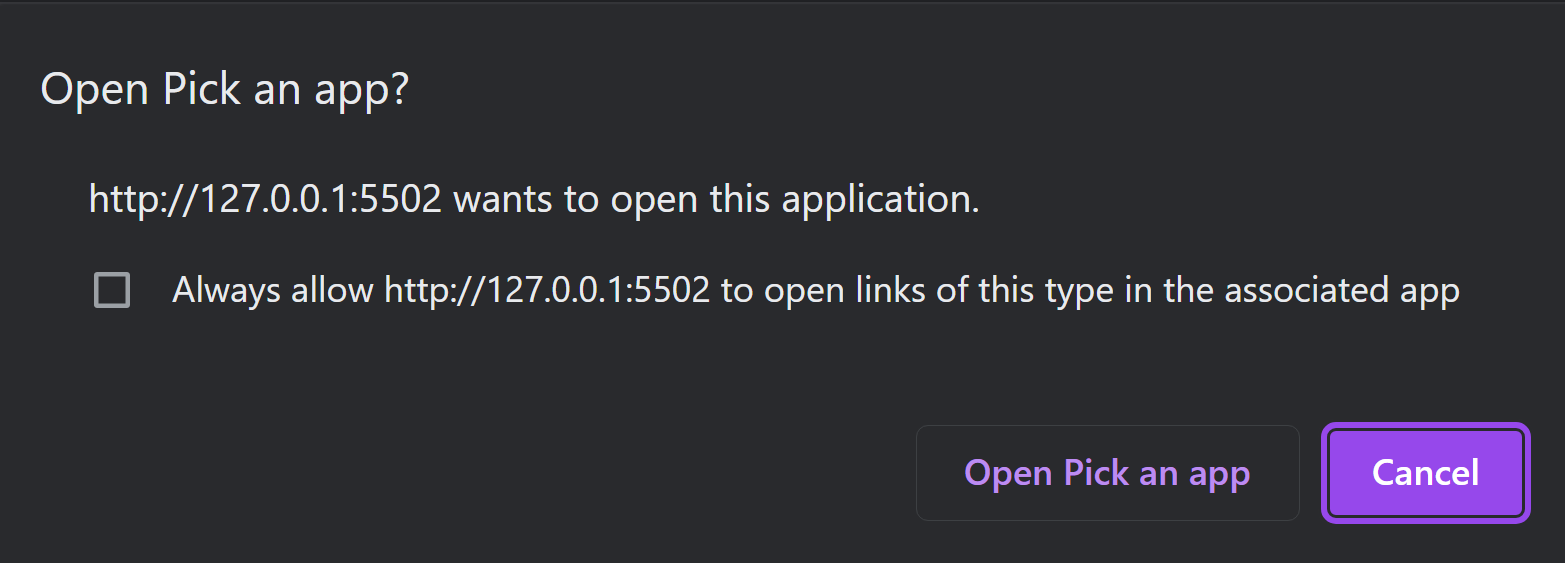 Open Pick an app?
http://127.0.0.1:5502 wants to open this application.
Always allow http://127.0.0.1:5502 to open links of this type in the associated app
Open Pick an app
Cancel